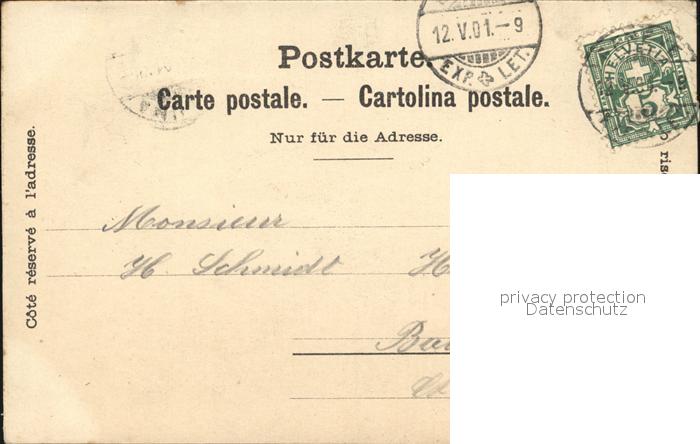 12.V.01.-9
EXP. LET.
HELVETIA
5
Postkarte.
Carte postale. — Cartolina postale.
Nur für die Adresse.
Côté réservé à l'adresse.
Monsieur
H. Schmidt H
privacy protection
Datenschutz